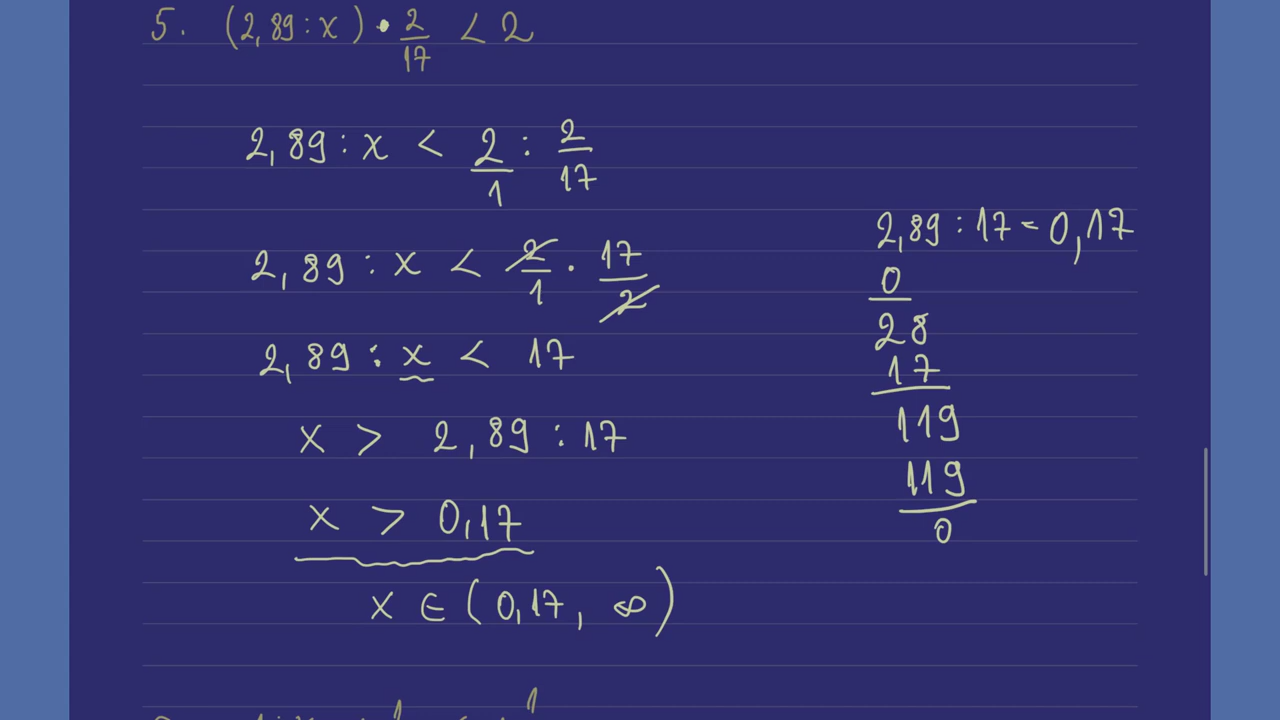 5. (2,89 : x) • 2/17 < 2
2,89 : x < 2/1 : 2/17
2,89 : x < 2/1 · 17/2
2,89 : x < 17
x > 2,89 : 17
x > 0,17
x ∈ (0,17, ∞)
2,89 : 17 = 0,17
0
28
17
119
119
0